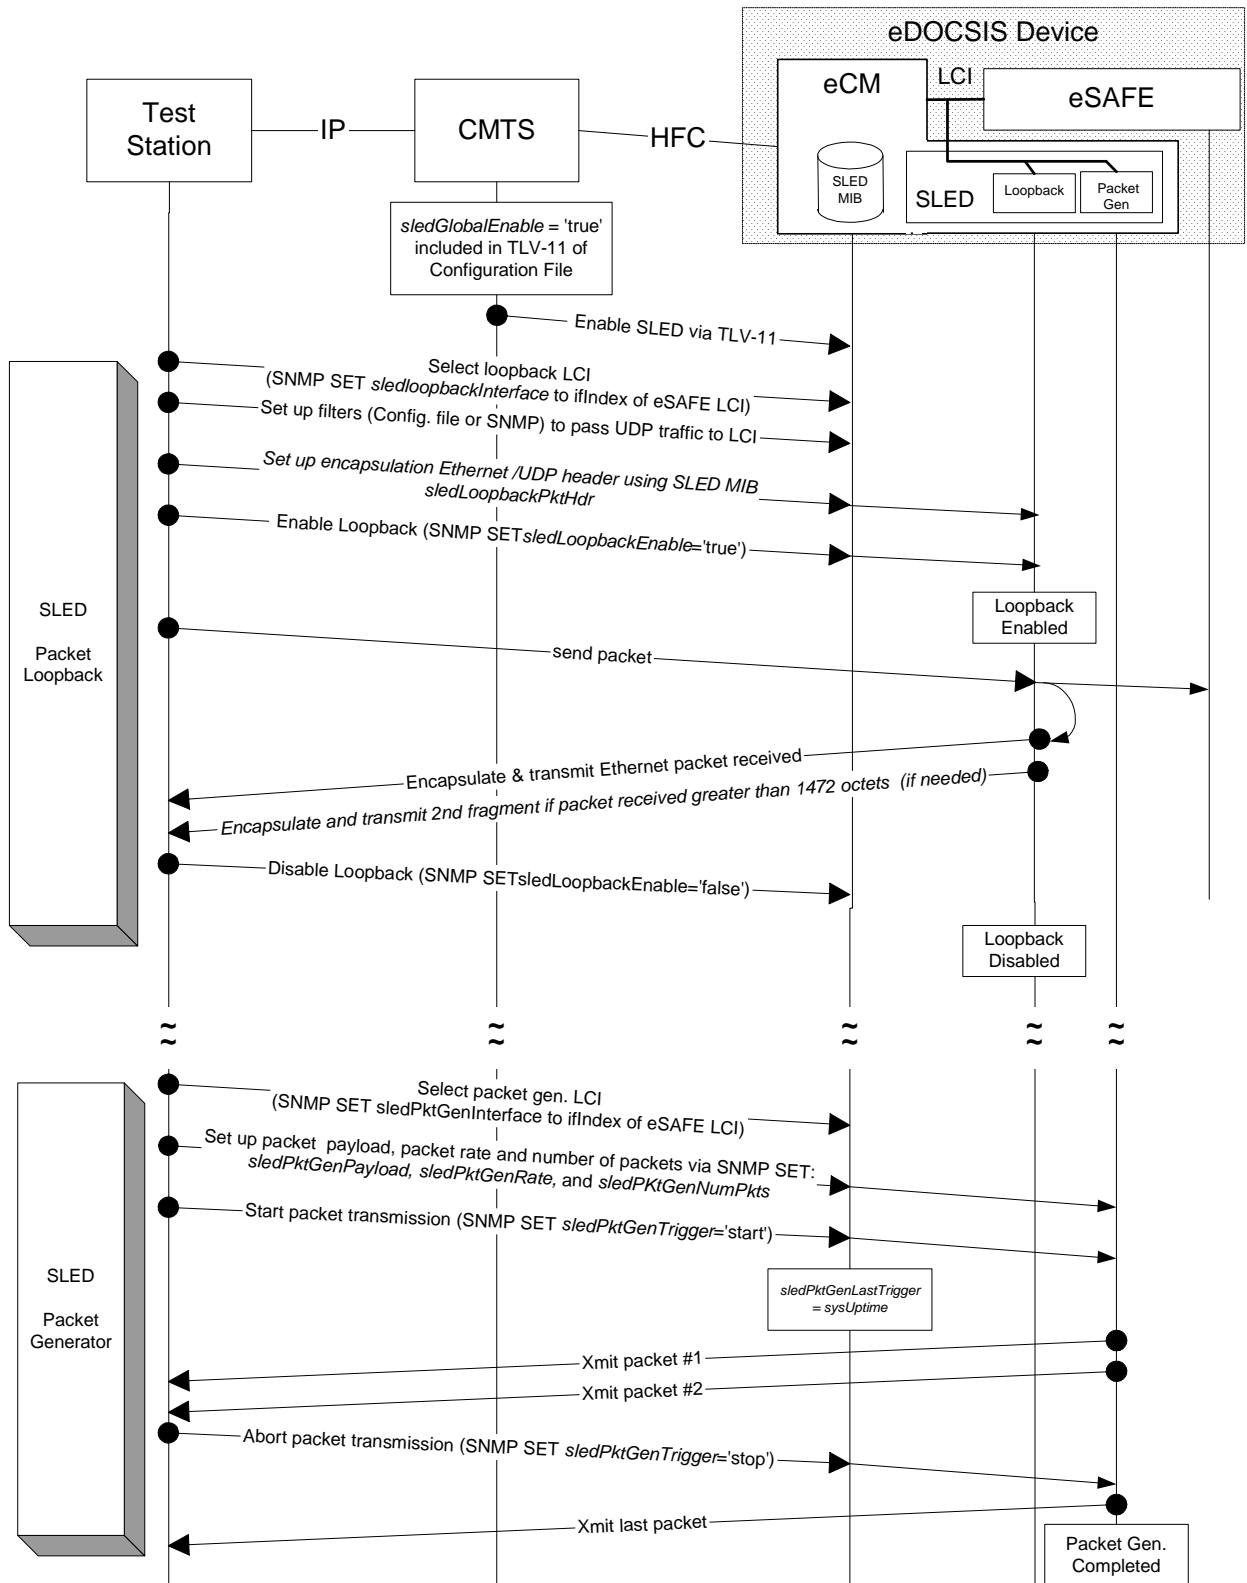 eDOCSIS Device
Test
Station
IP
CMTS
HFC
eCM
LCI
eSAFE
SLED
MIB
SLED
Loopback
Packet
Gen
sledGlobalEnable = 'true'
included in TLV-11 of
Configuration File
Enable SLED via TLV-11
SLED
Packet
Loopback
Select loopback LCI
(SNMP SET sledloopbackInterface to ifIndex of eSAFE LCI)
Set up filters (Config. file or SNMP) to pass UDP traffic to LCI
Set up encapsulation Ethernet /UDP header using SLED MIB
sledLoopbackPktHdr
Enable Loopback (SNMP SETsledLoopbackEnable='true')
Loopback
Enabled
send packet
Encapsulate & transmit Ethernet packet received
Encapsulate and transmit 2nd fragment if packet received greater than 1472 octets (if needed)
Disable Loopback (SNMP SETsledLoopbackEnable='false')
Loopback
Disabled
≈ ≈ ≈ ≈ ≈
SLED
Packet
Generator
Select packet gen. LCI
(SNMP SET sledPktGenInterface to ifIndex of eSAFE LCI)
Set up packet payload, packet rate and number of packets via SNMP SET:
sledPktGenPayload, sledPktGenRate, and sledPKtGenNumPkts
Start packet transmission (SNMP SET sledPktGenTrigger='start')
sledPktGenLastTrigger
= sysUptime
Xmit packet #1
Xmit packet #2
Abort packet transmission (SNMP SET sledPktGenTrigger='stop')
Xmit last packet
Packet Gen.
Completed